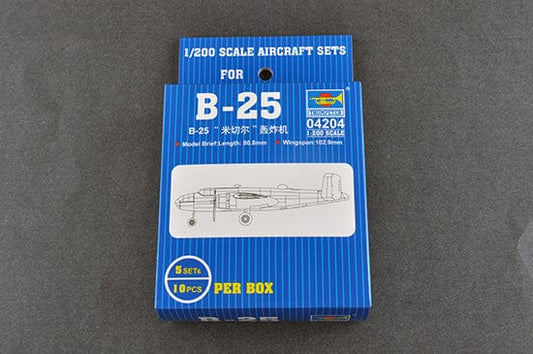 1/200 SCALE AIRCRAFT SETS
FOR
B-25
B-25 "米切尔"轰炸机
Model Brief:Length: 80.8mm Wingspan:102.9mm
TRUMPETER
04204
1:200 SCALE
5 SETs
10 PCS
PER BOX
B-25